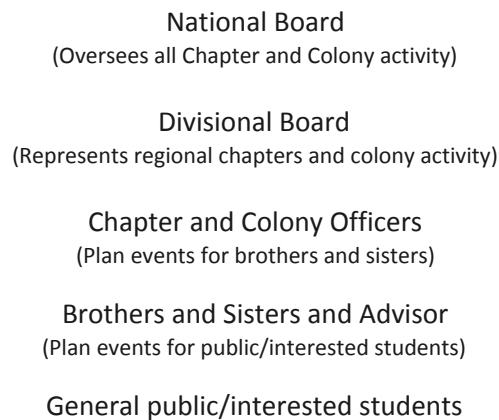 National Board
(Oversees all Chapter and Colony activity)
Divisional Board
(Represents regional chapters and colony activity)
Chapter and Colony Officers
(Plan events for brothers and sisters)
Brothers and Sisters and Advisor
(Plan events for public/interested students)
General public/interested students